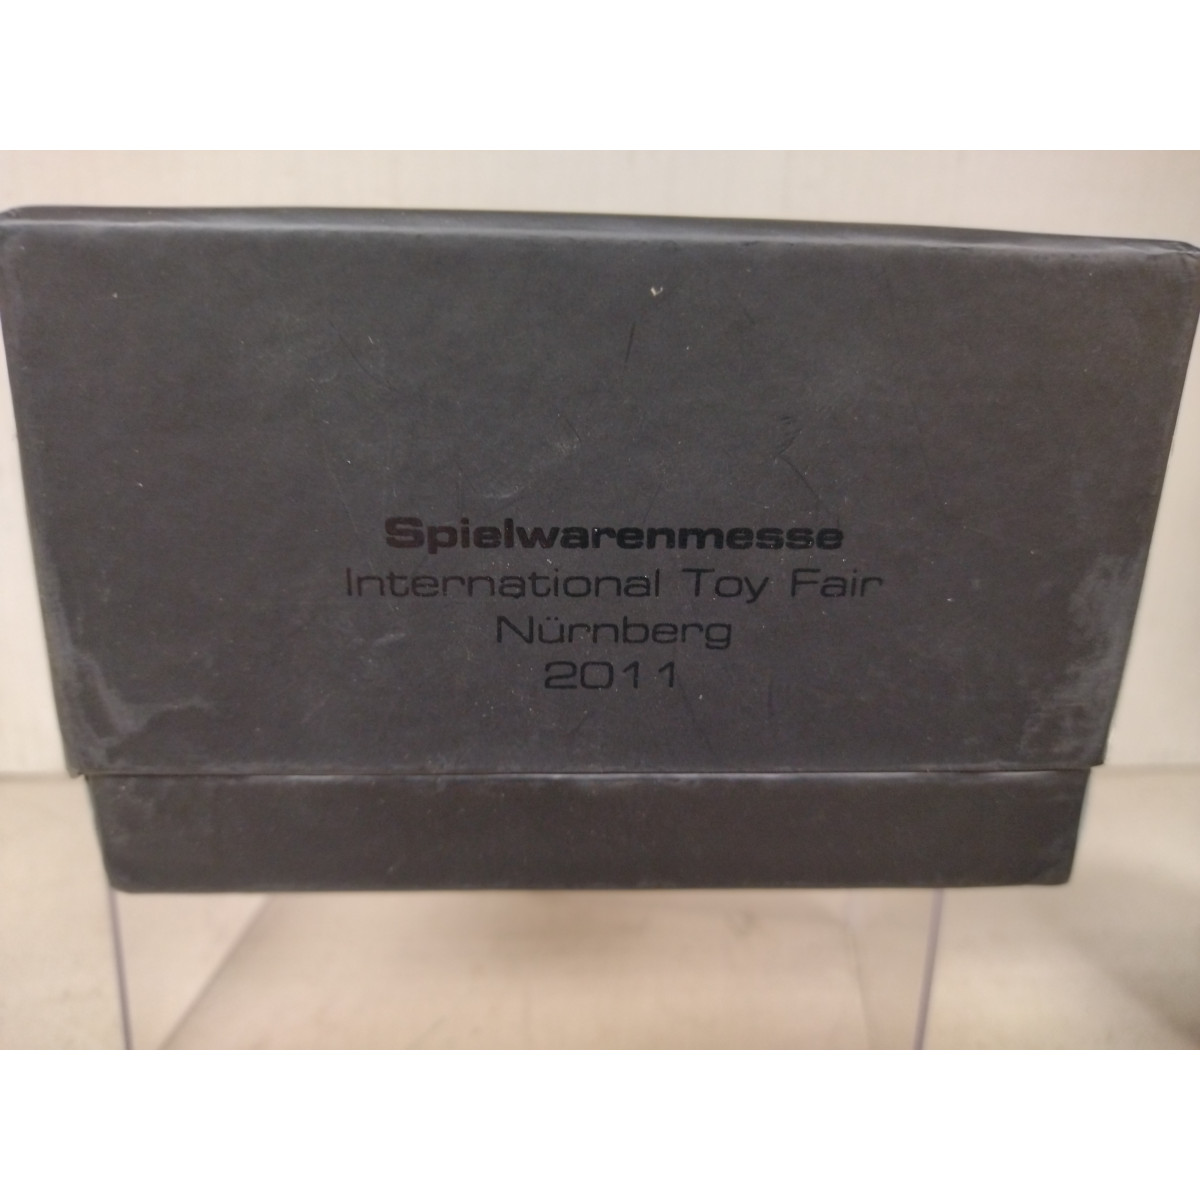 Spielwarenmesse
International Toy Fair
Nürnberg
2011